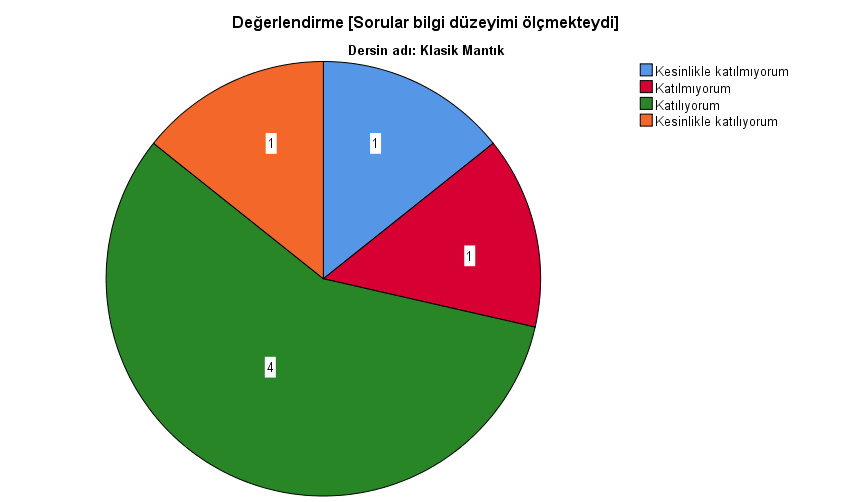 Değerlendirme [Sorular bilgi düzeyimi ölçmekteydi]
Dersin adı: Klasik Mantık
Kesinlikle katılmıyorum
Katılmıyorum
Katılıyorum
Kesinlikle katılıyorum
1
1
1
4